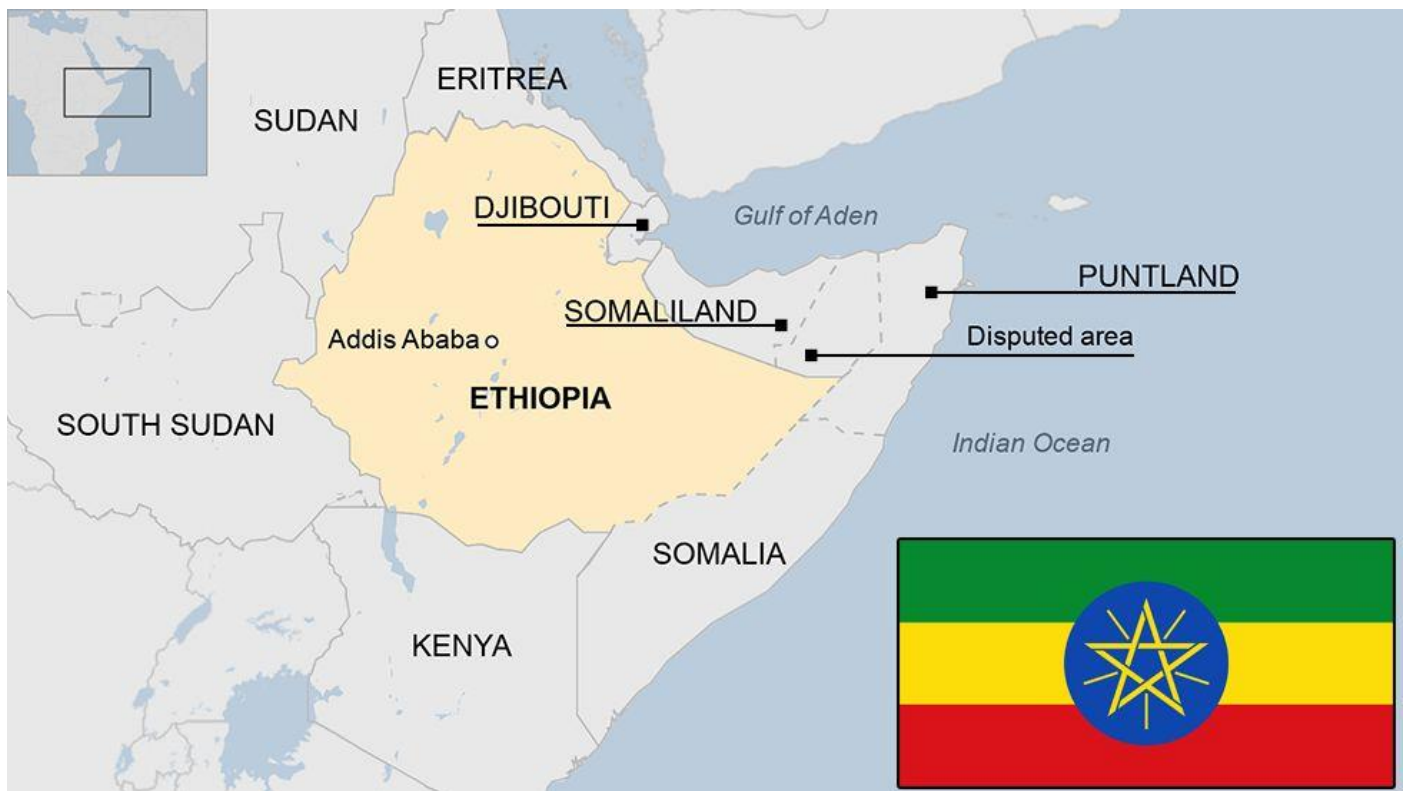 ERITREA
SUDAN
DJIBOUTI
Gulf of Aden
PUNTLAND
SOMALILAND
Disputed area
Addis Ababa
ETHIOPIA
SOUTH SUDAN
Indian Ocean
SOMALIA
KENYA